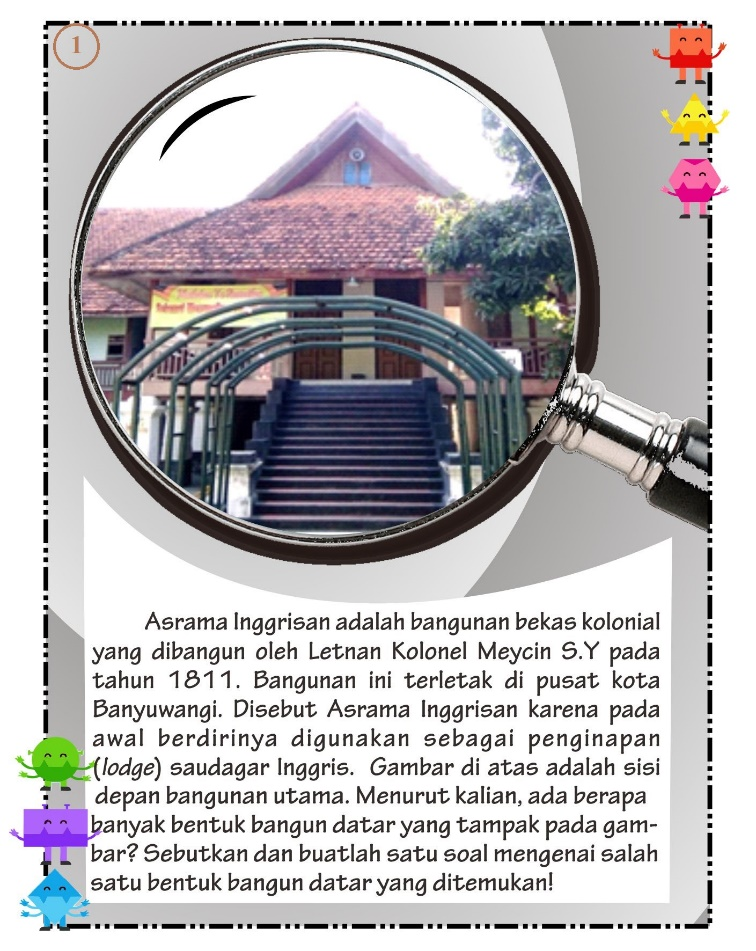 1
Asrama Inggrisan adalah bangunan bekas kolonial
yang dibangun oleh Letnan Kolonel Meycin S.Y pada
tahun 1811. Bangunan ini terletak di pusat kota
Banyuwangi. Disebut Asrama Inggrisan karena pada
awal berdirinya digunakan sebagai penginapan
(lodge) saudagar Inggris. Gambar di atas adalah sisi
depan bangunan utama. Menurut kalian, ada berapa
banyak bentuk bangun datar yang tampak pada gam-
bar? Sebutkan dan buatlah satu soal mengenai salah
satu bentuk bangun datar yang ditemukan!